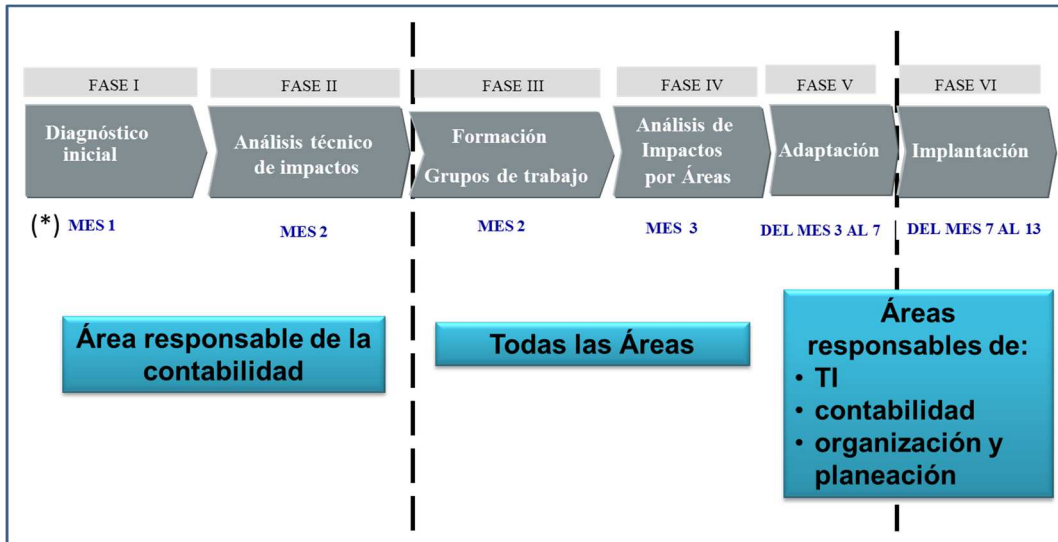 FASE I
FASE II
FASE III
FASE IV
FASE V
FASE VI
Diagnóstico
inicial
Análisis técnico
de impactos
Formación
Grupos de trabajo
Análisis de
Impactos
por Áreas
Adaptación
Implantación
(*) MES 1
MES 2
MES 2
MES 3
DEL MES 3 AL 7
DEL MES 7 AL 13
Área responsable de la
contabilidad
Todas las Áreas
Áreas
responsables de:
• TI
• contabilidad
• organización y
planeación